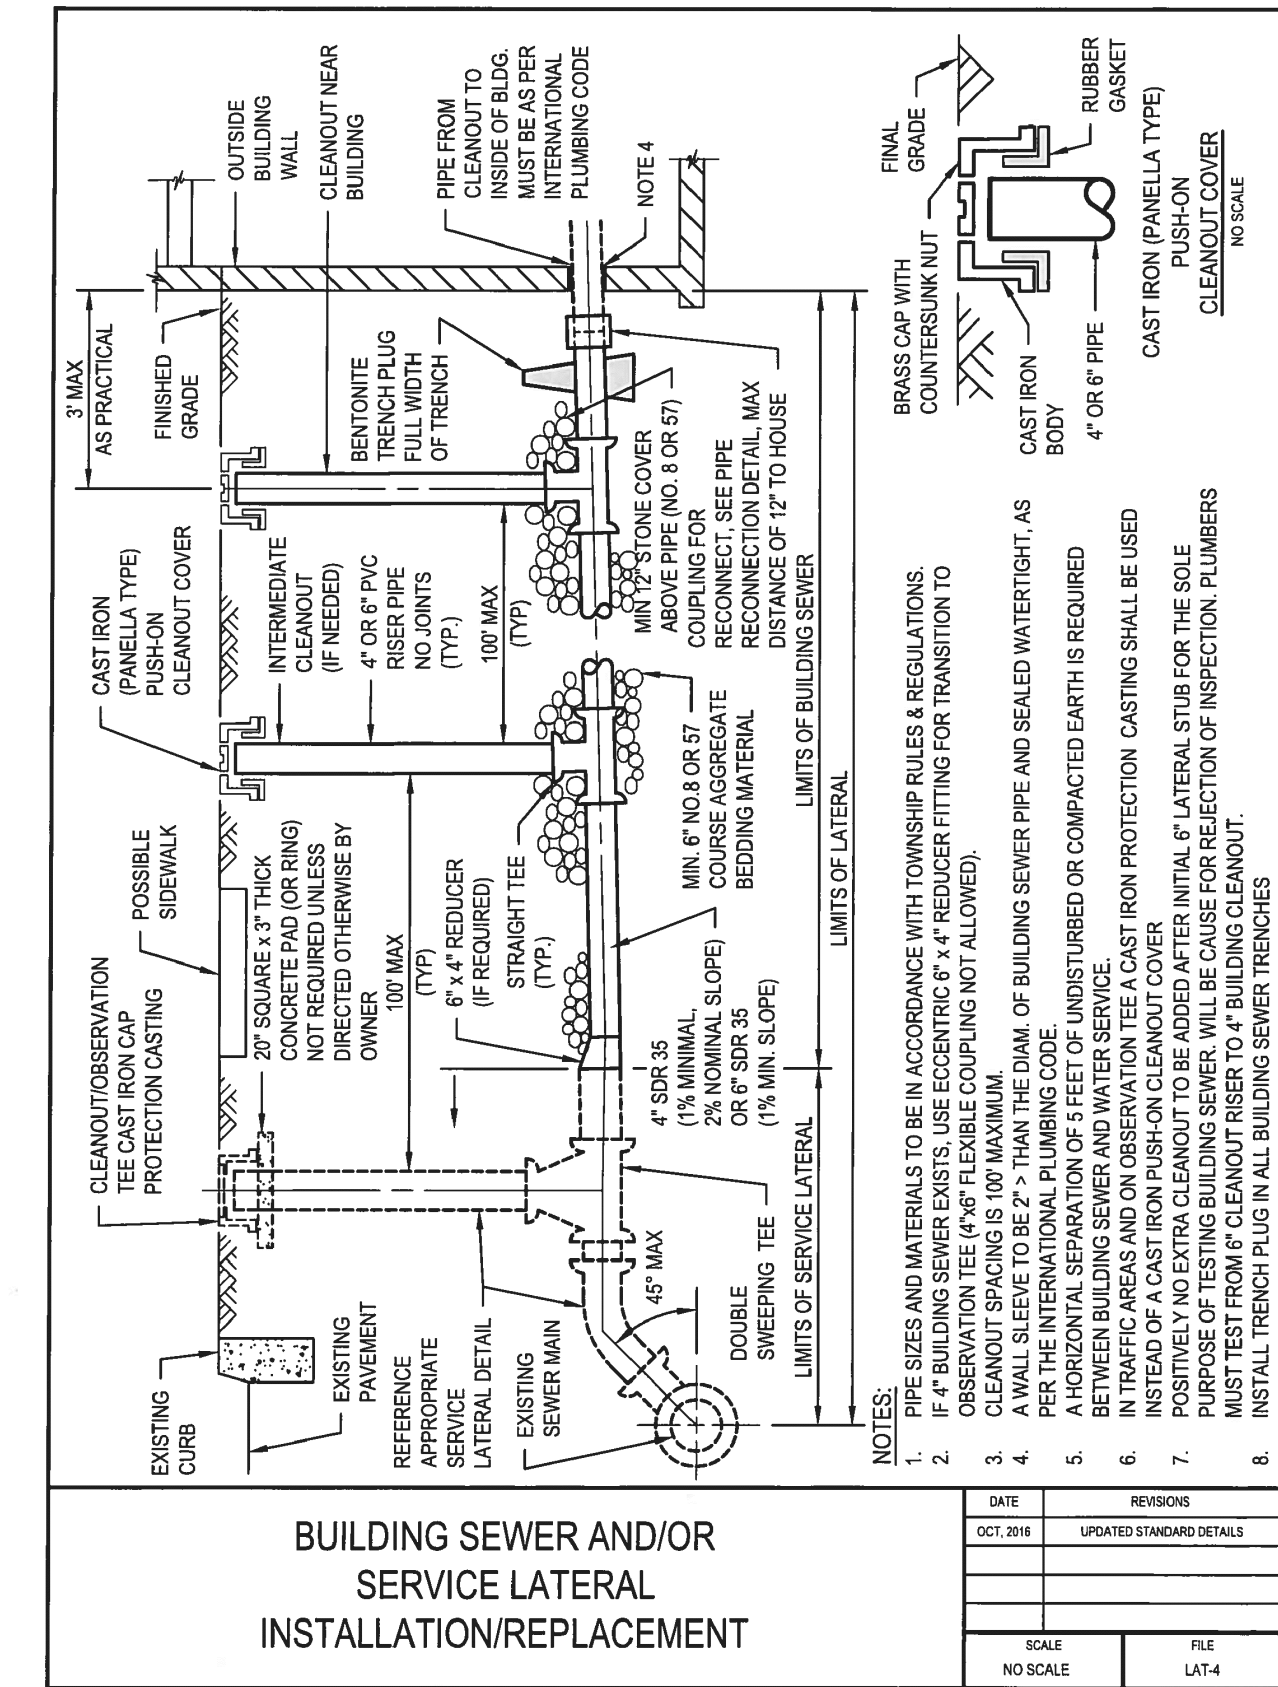 3' MAX
AS PRACTICAL
OUTSIDE
BUILDING
WALL
CLEANOUT NEAR
BUILDING
PIPE FROM
CLEANOUT TO
INSIDE OF BLDG.
MUST BE AS PER
INTERNATIONAL
PLUMBING CODE
NOTE 4
FINISHED
GRADE
BENTONITE
TRENCH PLUG
FULL WIDTH
OF TRENCH
CAST IRON
(PANELLA TYPE)
PUSH-ON
CLEANOUT COVER
INTERMEDIATE
CLEANOUT
(IF NEEDED)
4" OR 6" PVC
RISER PIPE
NO JOINTS
(TYP.)
100' MAX
(TYP)
MIN 12" STONE COVER
ABOVE PIPE (NO. 8 OR 57)
COUPLING FOR
RECONNECT, SEE PIPE
RECONNECTION DETAIL, MAX
DISTANCE OF 12" TO HOUSE
POSSIBLE
SIDEWALK
CLEANOUT/OBSERVATION
TEE CAST IRON CAP
PROTECTION CASTING
20" SQUARE x 3" THICK
CONCRETE PAD (OR RING)
NOT REQUIRED UNLESS
DIRECTED OTHERWISE BY
OWNER
100' MAX
(TYP)
6" x 4" REDUCER
(IF REQUIRED)
STRAIGHT TEE
(TYP.)
MIN. 6" NO.8 OR 57
COURSE AGGREGATE
BEDDING MATERIAL
4" SDR 35
(1% MINIMAL,
2% NOMINAL SLOPE)
OR 6" SDR 35
(1% MIN. SLOPE)
EXISTING
CURB
EXISTING
PAVEMENT
REFERENCE
APPROPRIATE
SERVICE
LATERAL DETAIL
EXISTING
SEWER MAIN
45° MAX
DOUBLE
SWEEPING TEE
LIMITS OF SERVICE LATERAL
LIMITS OF BUILDING SEWER
LIMITS OF LATERAL
FINAL
GRADE
BRASS CAP WITH
COUNTERSUNK NUT
RUBBER
GASKET
CAST IRON
BODY
4" OR 6" PIPE
CAST IRON (PANELLA TYPE)
PUSH-ON
CLEANOUT COVER
NO SCALE
NOTES:
1. PIPE SIZES AND MATERIALS TO BE IN ACCORDANCE WITH TOWNSHIP RULES & REGULATIONS.
2. IF 4" BUILDING SEWER EXISTS, USE ECCENTRIC 6" x 4" REDUCER FITTING FOR TRANSITION TO
OBSERVATION TEE (4"x6" FLEXIBLE COUPLING NOT ALLOWED).
3. CLEANOUT SPACING IS 100' MAXIMUM.
4. A WALL SLEEVE TO BE 2" > THAN THE DIAM. OF BUILDING SEWER PIPE AND SEALED WATERTIGHT, AS
PER THE INTERNATIONAL PLUMBING CODE.
5. A HORIZONTAL SEPARATION OF 5 FEET OF UNDISTURBED OR COMPACTED EARTH IS REQUIRED
BETWEEN BUILDING SEWER AND WATER SERVICE.
6. IN TRAFFIC AREAS AND ON OBSERVATION TEE A CAST IRON PROTECTION CASTING SHALL BE USED
INSTEAD OF A CAST IRON PUSH-ON CLEANOUT COVER
7. POSITIVELY NO EXTRA CLEANOUT TO BE ADDED AFTER INITIAL 6" LATERAL STUB FOR THE SOLE
PURPOSE OF TESTING BUILDING SEWER. WILL BE CAUSE FOR REJECTION OF INSPECTION. PLUMBERS
MUST TEST FROM 6" CLEANOUT RISER TO 4" BUILDING CLEANOUT.
8. INSTALL TRENCH PLUG IN ALL BUILDING SEWER TRENCHES
BUILDING SEWER AND/OR
SERVICE LATERAL
INSTALLATION/REPLACEMENT
DATE REVISIONS
OCT, 2016 UPDATED STANDARD DETAILS
SCALE FILE
NO SCALE LAT-4